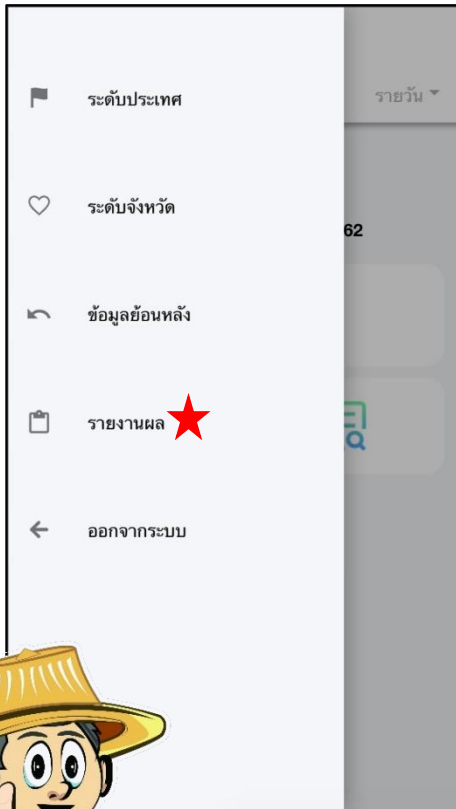 ระดับประเทศ
รายวัน
ระดับจังหวัด
62
ข้อมูลย้อนหลัง
รายงานผล
ออกจากระบบ